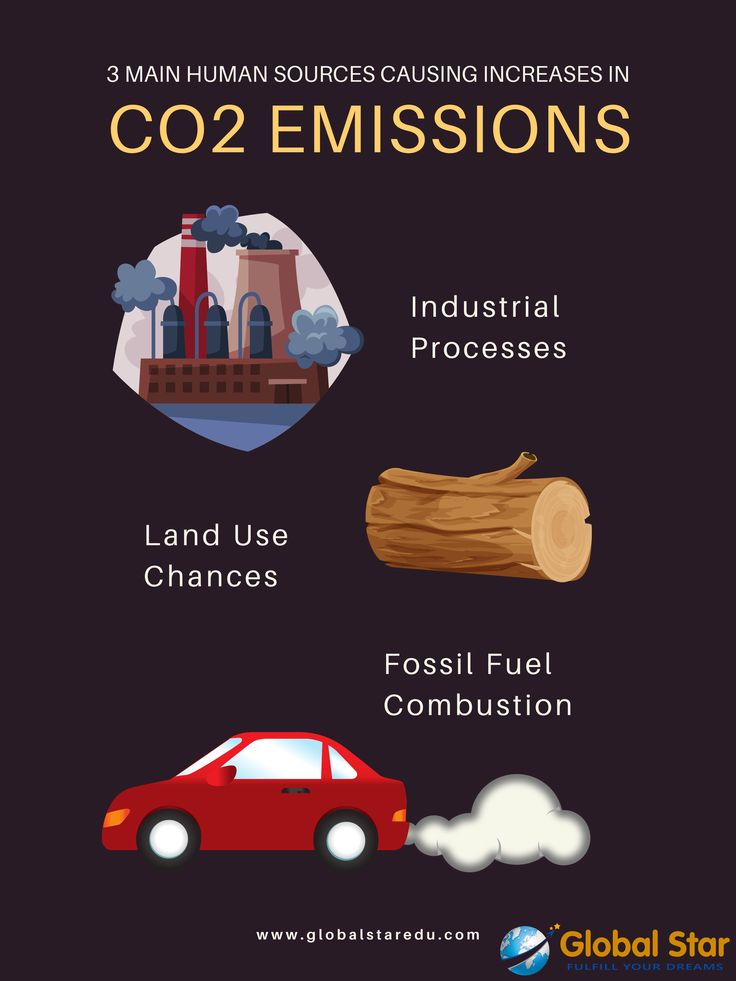 3 MAIN HUMAN SOURCES CAUSING INCREASES IN
CO2 EMISSIONS
Industrial
Processes
Land Use
Chances
Fossil Fuel
Combustion
www.globalstaredu.com
Global Star
FULFILL YOUR DREAMS